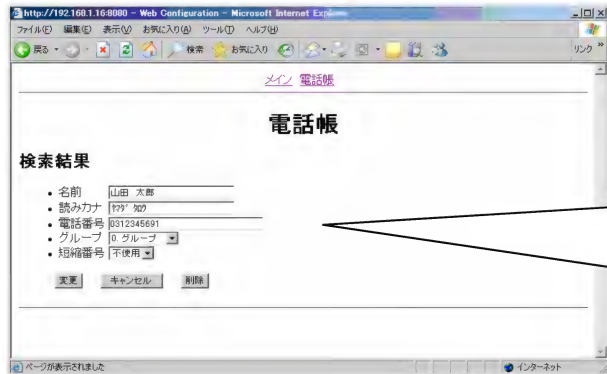 http://192.168.1.16:8080 - Web Configuration - Microsoft Internet Explorer
ファイル(F) 編集(E) 表示(V) お気に入り(A) ツール(T) ヘルプ(H)
戻る 検索 お気に入り リンク »
メイン 電話帳
電話帳
検索結果
• 名前 山田 太郎
• 読みカナ ﾔﾏﾀﾞ ﾀﾛｳ
• 電話番号 0312345691
• グループ 0. グループ
• 短縮番号 不使用
変更 キャンセル 削除
ページが表示されました インターネット